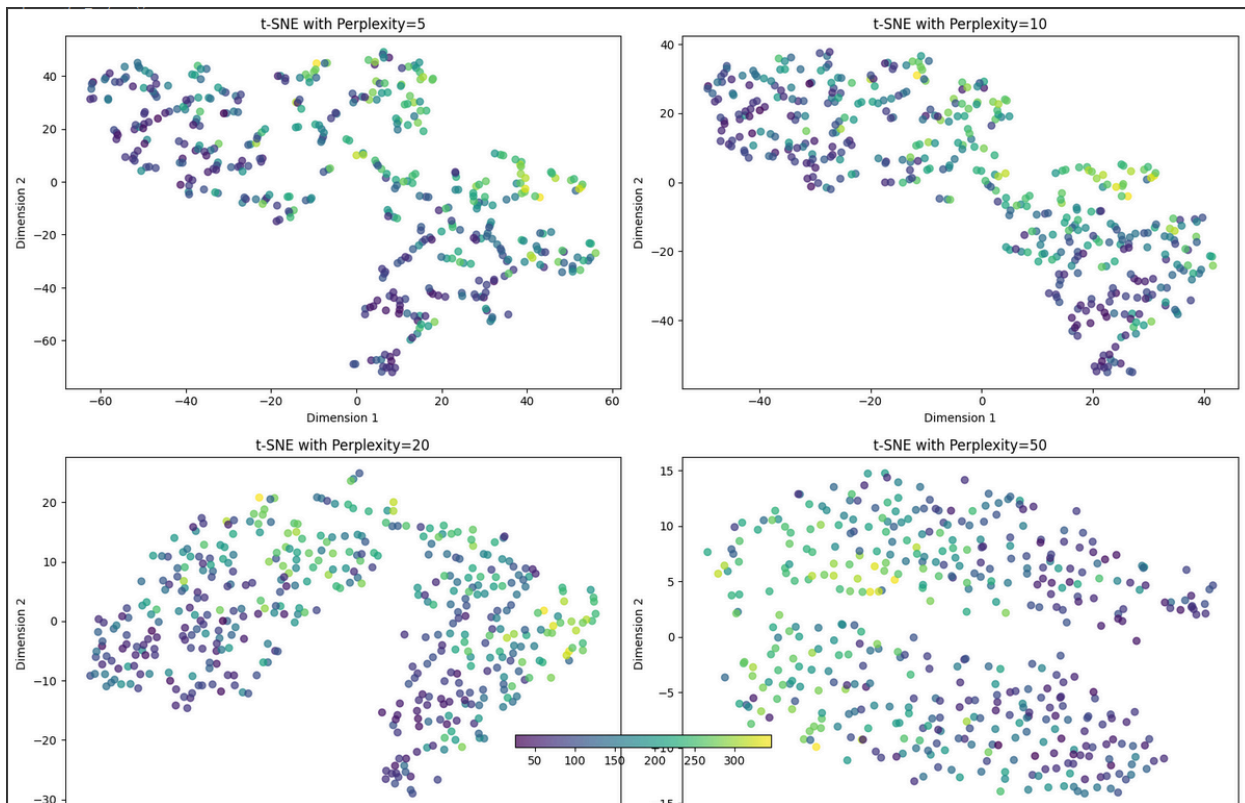 t-SNE with Perplexity=5
40
20
0
−20
−40
−60
Dimension 2
−60 −40 −20 0 20 40 60
Dimension 1
t-SNE with Perplexity=10
40
20
0
−20
−40
Dimension 2
−40 −20 0 20 40
Dimension 1
t-SNE with Perplexity=20
20
10
0
−10
−20
−30
Dimension 2
t-SNE with Perplexity=50
15
10
5
0
−5
−10
−15
Dimension 2
50 100 150 200 250 300